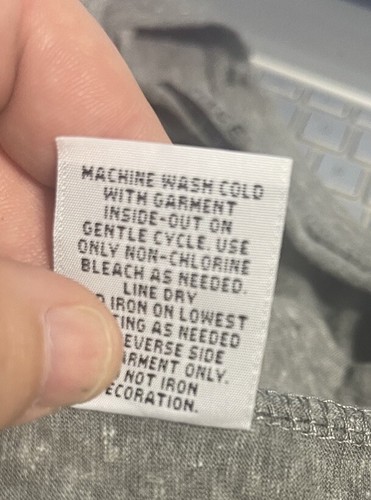 MACHINE WASH COLD
WITH GARMENT
INSIDE-OUT ON
GENTLE CYCLE. USE
ONLY NON-CHLORINE
BLEACH AS NEEDED.
LINE DRY
IRON ON LOWEST
AS NEEDED
SIDE
ONLY.
NOT IRON